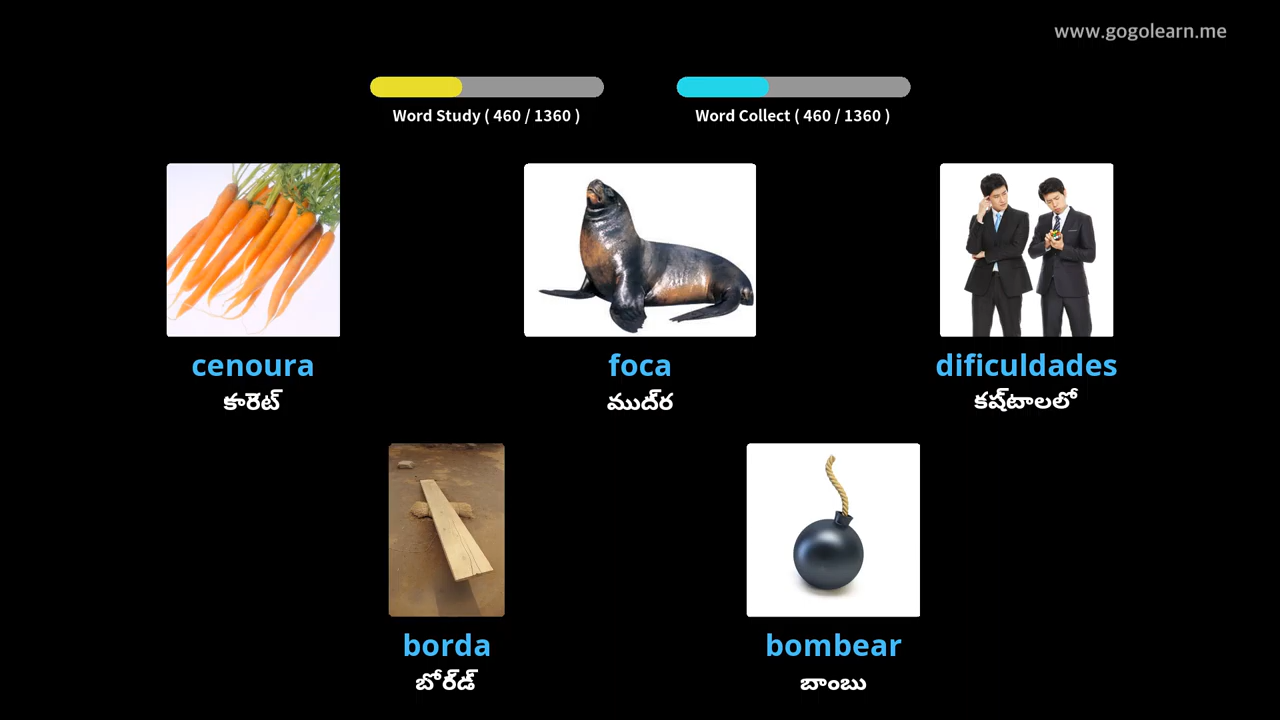 www.gogolearn.me
Word Study ( 460 / 1360 )
Word Collect ( 460 / 1360 )
cenoura
కారెట్
foca
ముద్ర
dificuldades
కష్టాలలో
borda
బోర్డ్
bombear
బాంబు